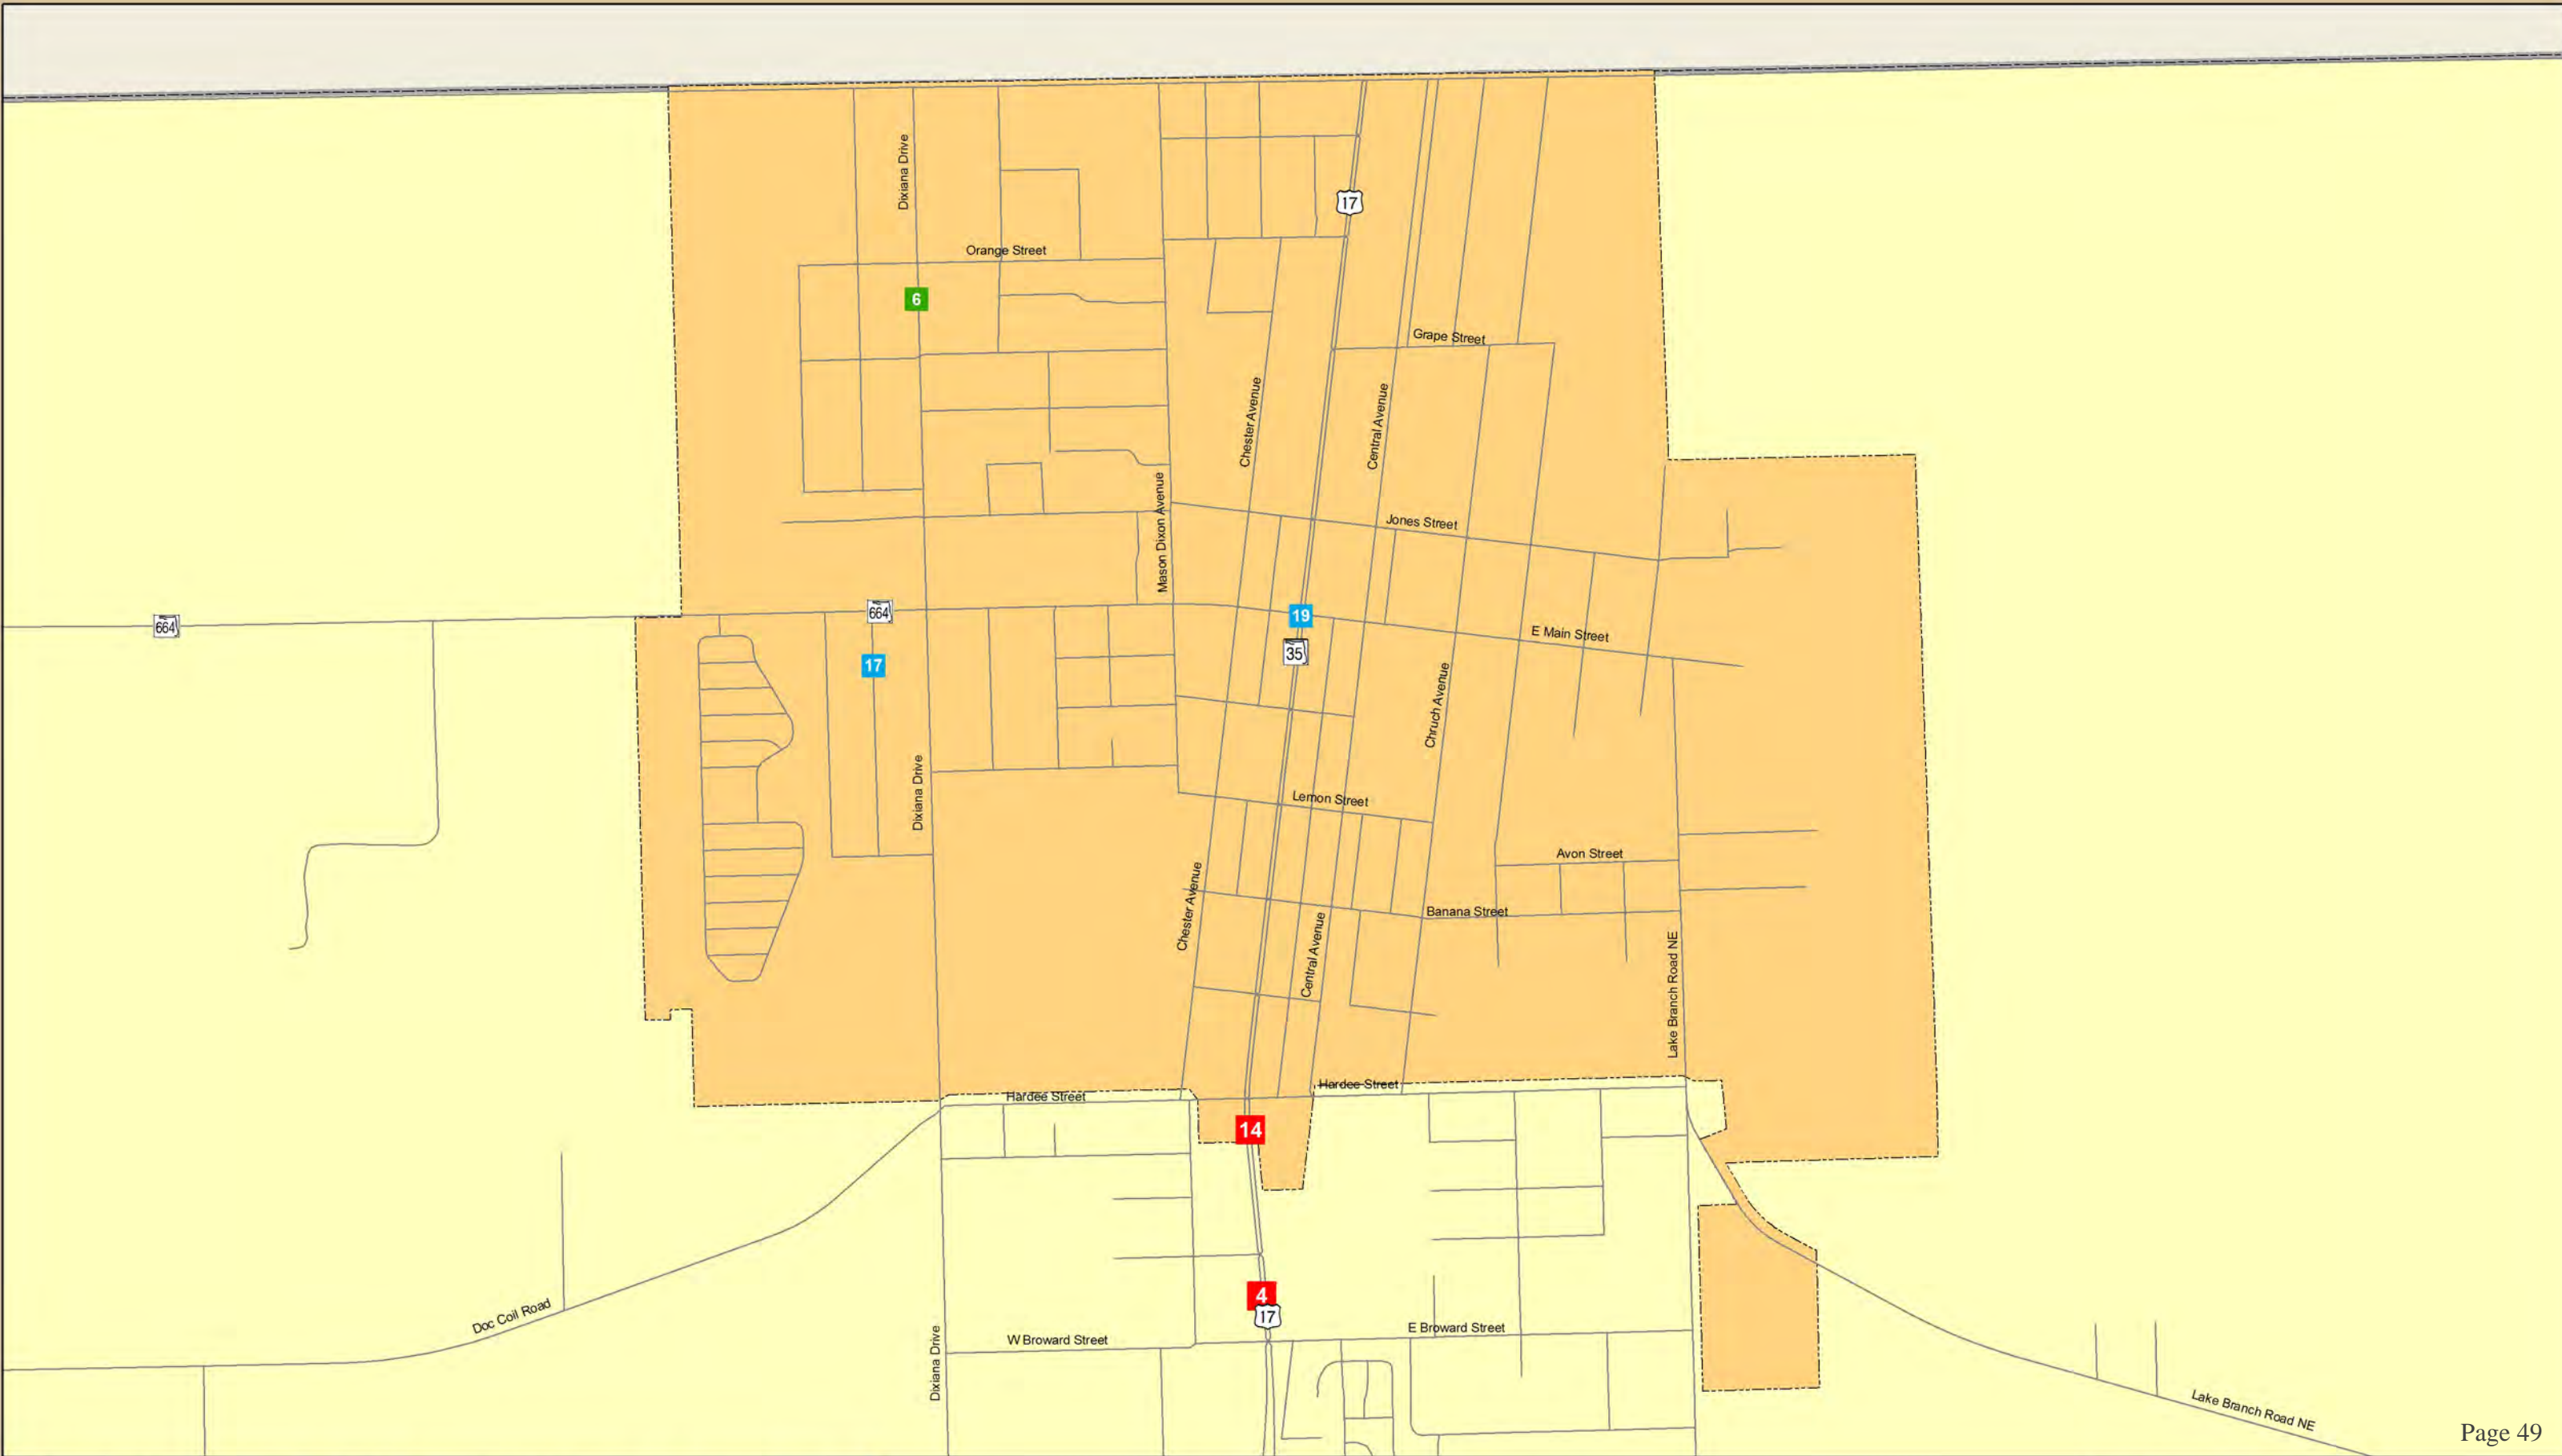 Dixiana Drive
17
Orange Street
6
Grape Street
Chester Avenue
Central Avenue
Mason Dixon Avenue
Jones Street
664
664
19
E Main Street
35
17
Chruch Avenue
Dixiana Drive
Lemon Street
Avon Street
Chester Avenue
Banana Street
Central Avenue
Lake Branch Road NE
Hardee Street
Hardee Street
14
4
17
Doc Coil Road
W Broward Street
E Broward Street
Dixiana Drive
Lake Branch Road NE
Page 49